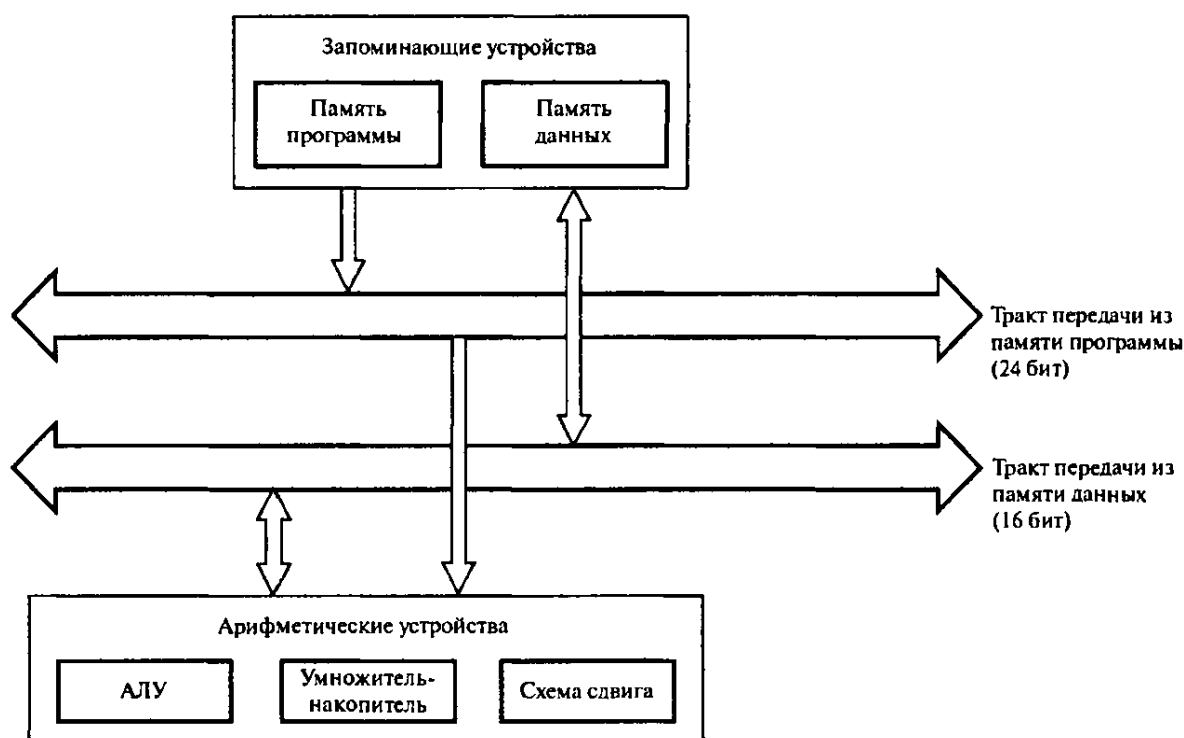 Запоминающие устройства
Память
программы
Память
данных
Тракт передачи из
памяти программы
(24 бит)
Тракт передачи из
памяти данных
(16 бит)
Арифметические устройства
АЛУ
Умножитель-
накопитель
Схема сдвига